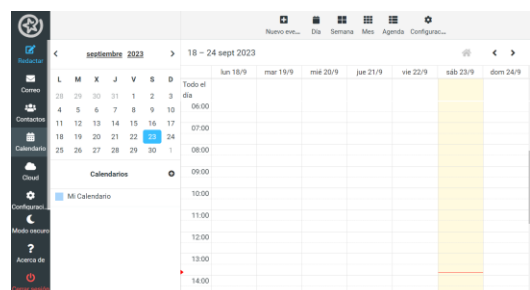 Nuevo eve... Día Semana Mes Agenda Configurac...
Redactar
Correo
Contactos
Calendario
Cloud
Configuraci...
Modo oscuro
Acerca de
septiembre 2023
L M X J V S D
28 29 30 31 1 2 3
4 5 6 7 8 9 10
11 12 13 14 15 16 17
18 19 20 21 22 23 24
25 26 27 28 29 30 1
Calendarios
Mi Calendario
18 – 24 sept 2023
lun 18/9 mar 19/9 mié 20/9 jue 21/9 vie 22/9 sáb 23/9 dom 24/9
Todo el
día
06:00
07:00
08:00
09:00
10:00
11:00
12:00
13:00
14:00